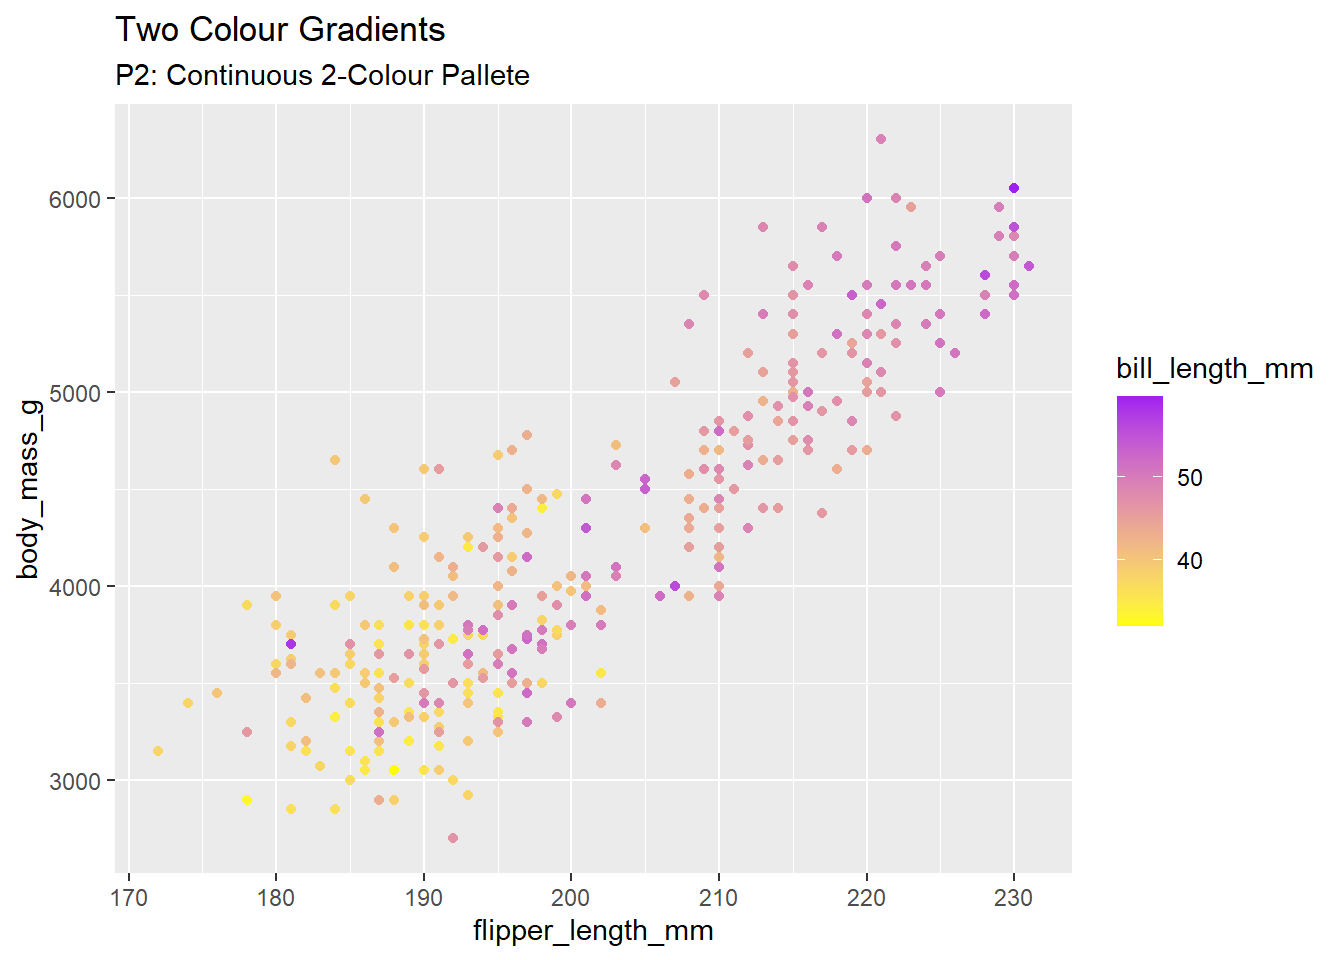 Two Colour Gradients
P2: Continuous 2-Colour Pallete
body_mass_g
6000
5000
4000
3000
170 180 190 200 210 220 230
flipper_length_mm
bill_length_mm
50
40